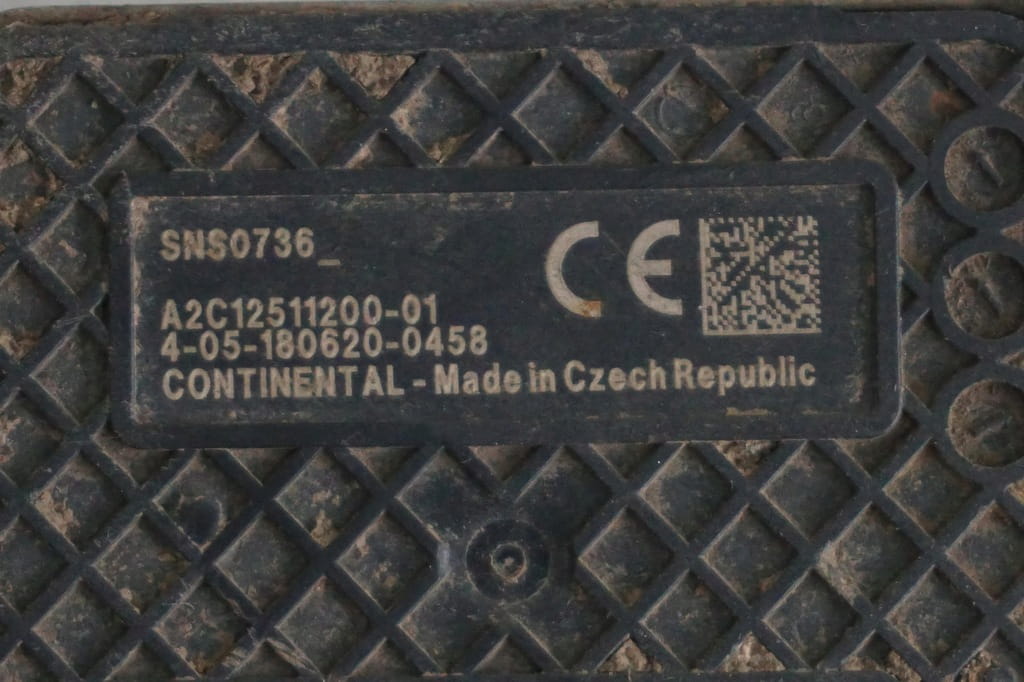 SNS0736_
CE
A2C12511200-01
4-05-180620-0458
CONTINENTAL - Made in Czech Republic